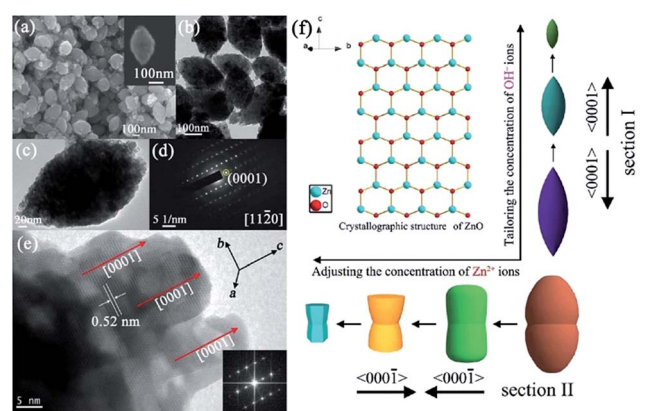 (a)
100nm
100nm
(b)
100nm
(c)
20nm
(d)
(0001)
5 1/nm
[112̄0]
(e)
[0001]
[0001]
[0001]
0.52 nm
b
c
a
5 nm
(f)
c
a
b
Zn
O
Crystallographic structure of ZnO
Tailoring the concentration of OH⁻ ions
<0001>
<0001>
section I
Adjusting the concentration of Zn²⁺ ions
<0001̄>
<0001̄>
section II